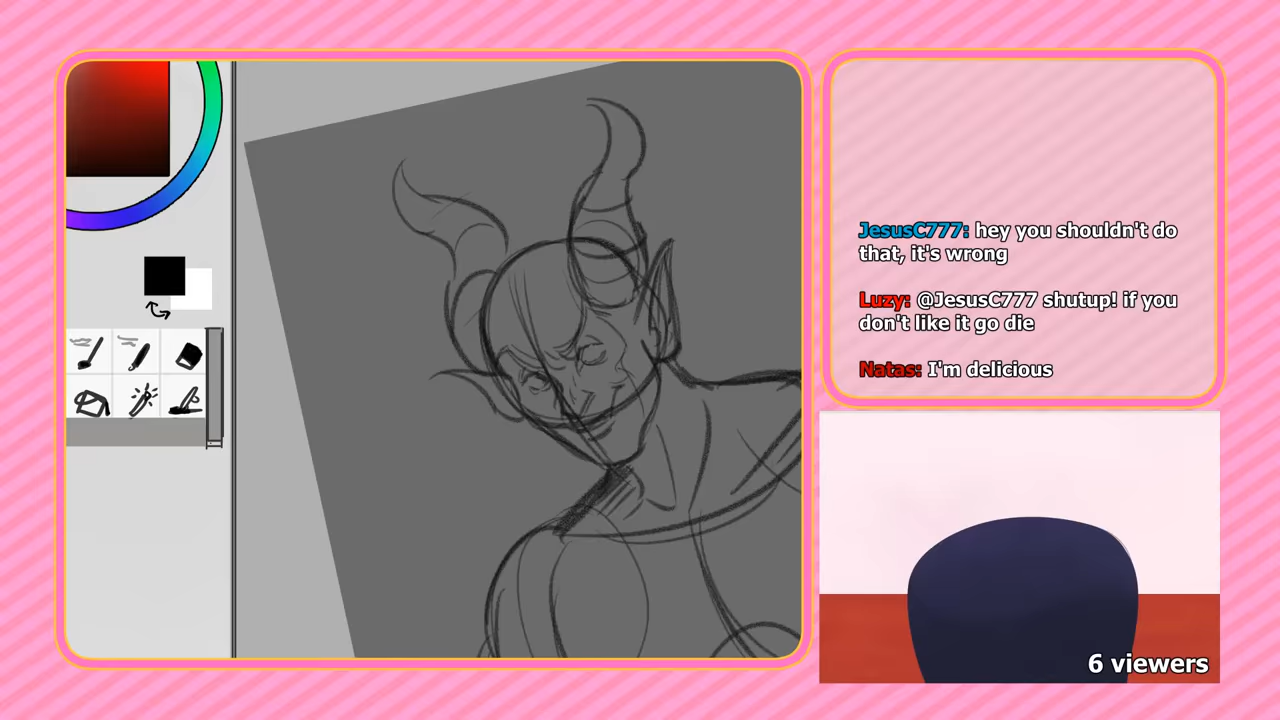 JesusC777: hey you shouldn't do
that, it's wrong
Luzy: @JesusC777 shutup! if you
don't like it go die
Natas: I'm delicious
6 viewers